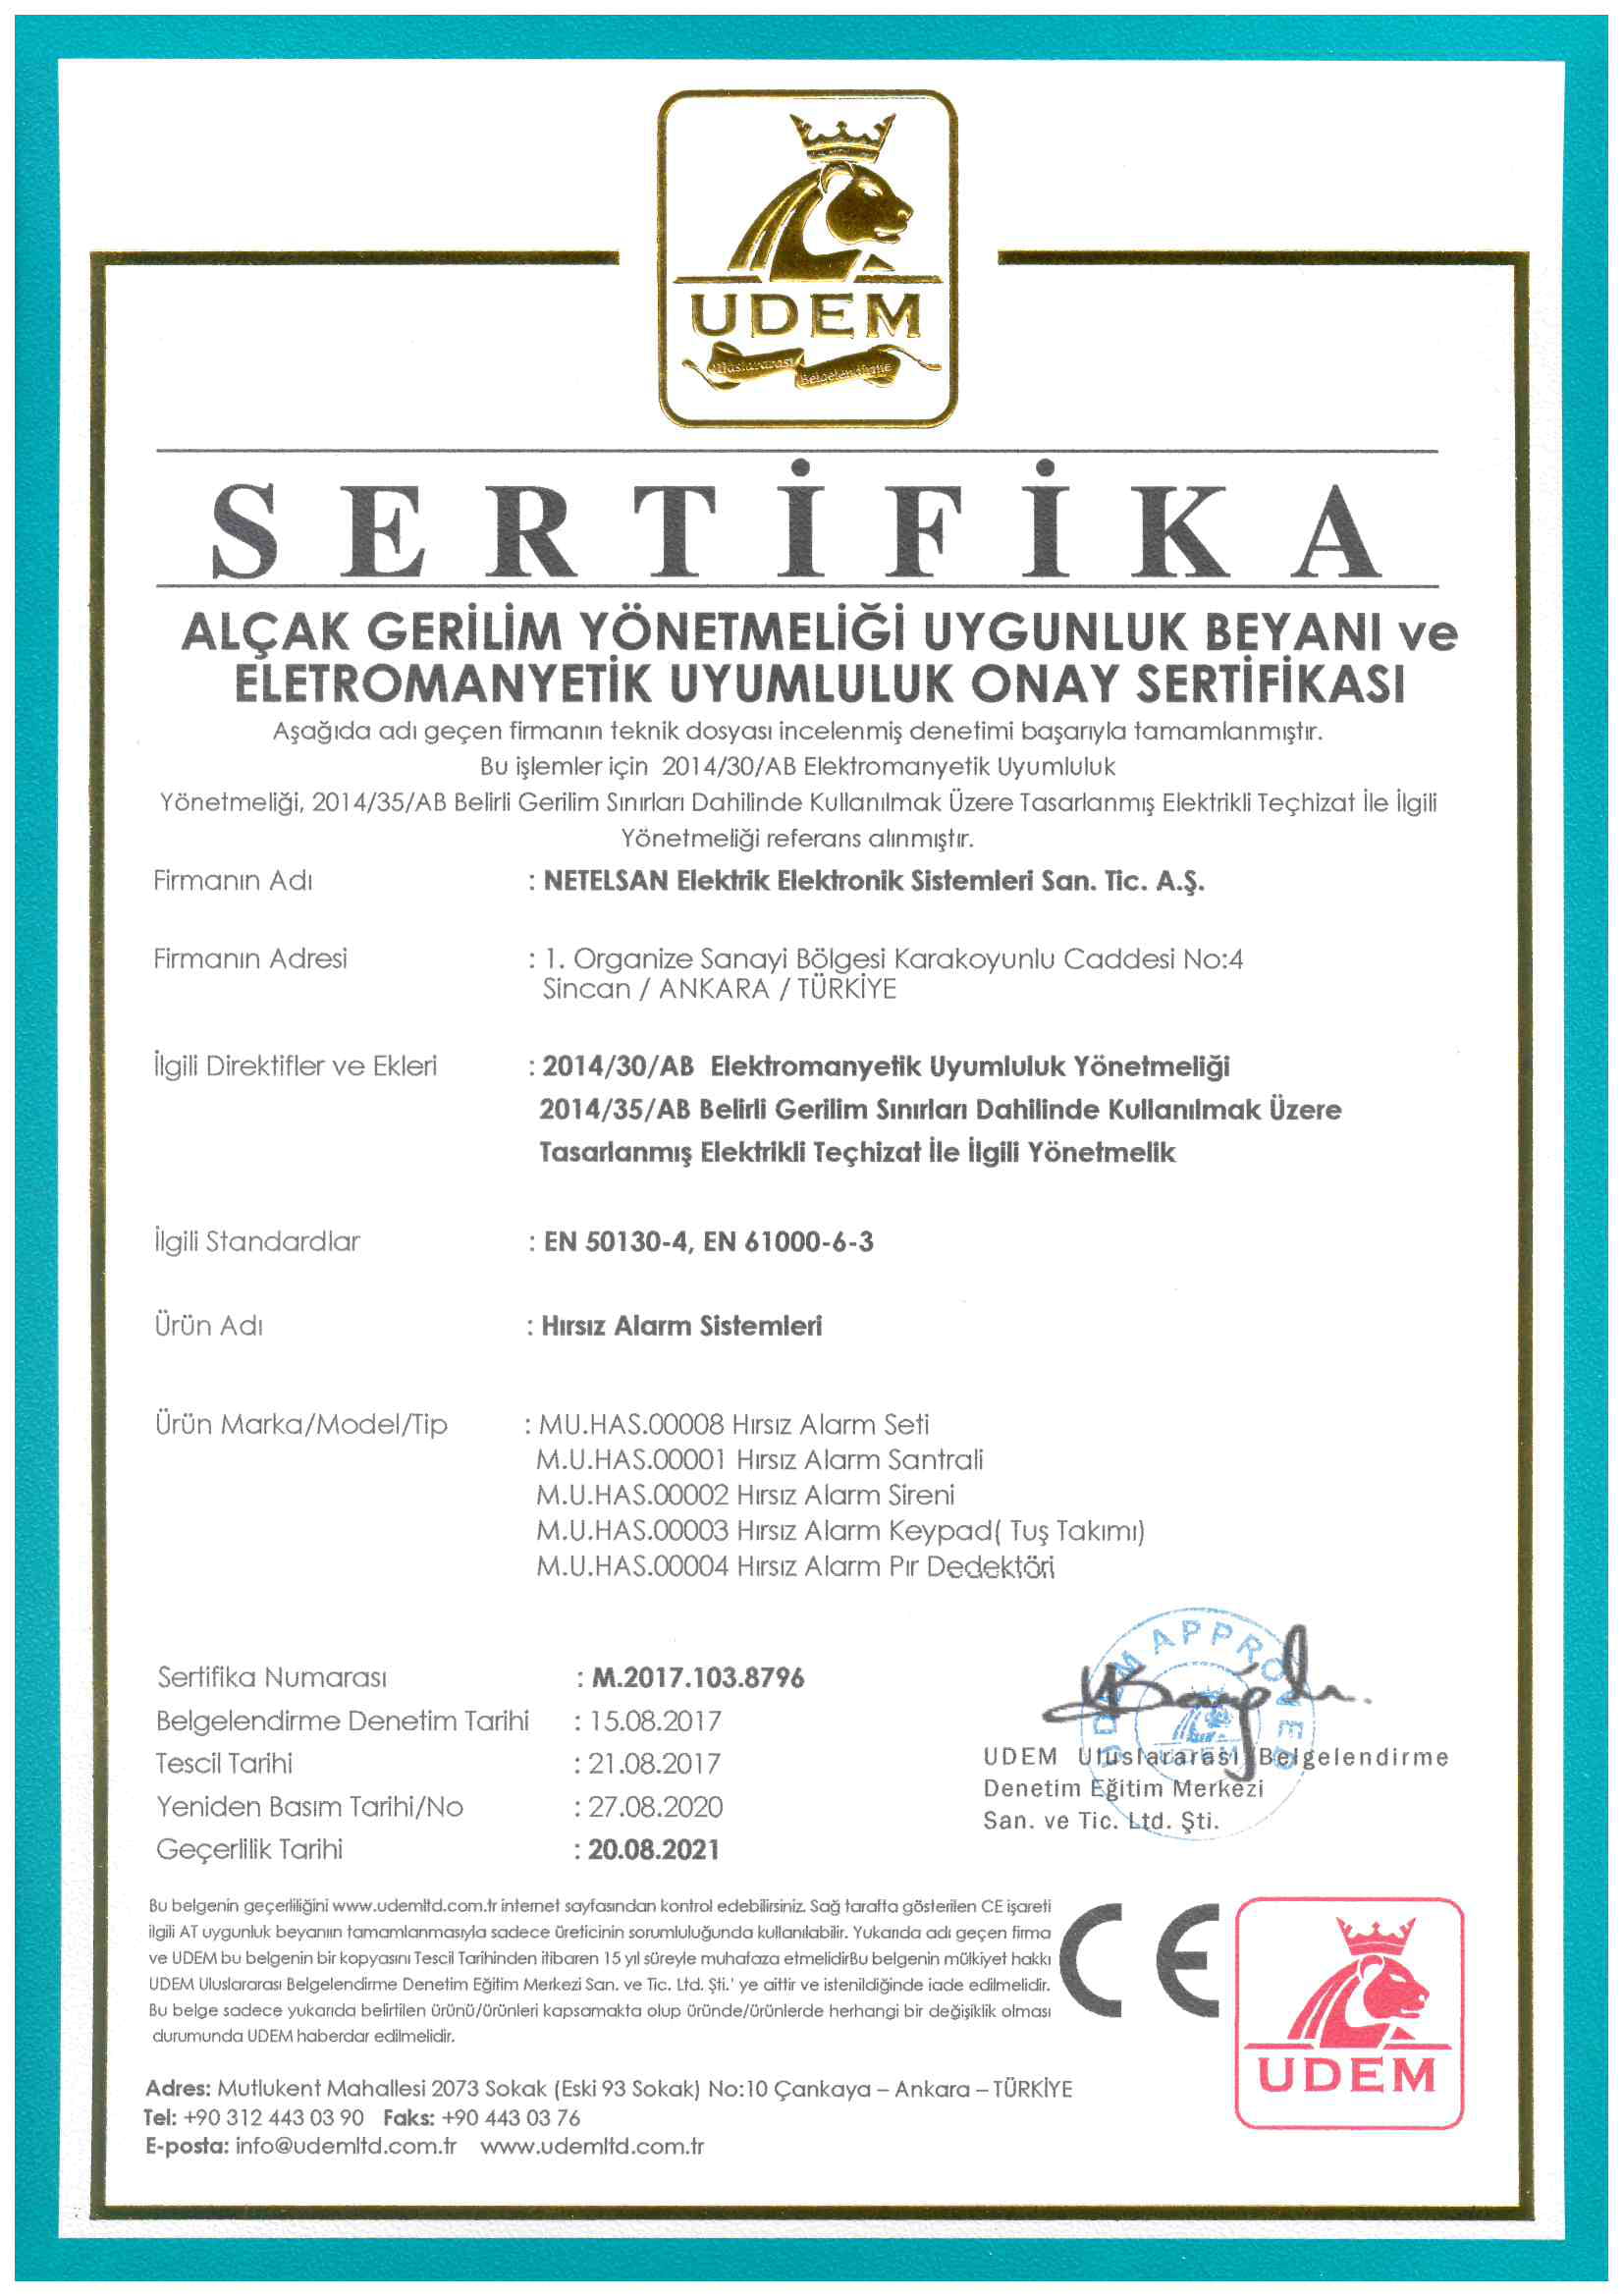 UDEM
Uluslararası
Belgelendirme
SERTİFİKA
ALÇAK GERİLİM YÖNETMELİĞİ UYGUNLUK BEYANI ve
ELETROMANYETİK UYUMLULUK ONAY SERTİFİKASI
Aşağıda adı geçen firmanın teknik dosyası incelenmiş denetimi başarıyla tamamlanmıştır.
Bu işlemler için 2014/30/AB Elektromanyetik Uyumluluk
Yönetmeliği, 2014/35/AB Belirli Gerilim Sınırları Dahilinde Kullanılmak Üzere Tasarlanmış Elektrikli Teçhizat İle İlgili
Yönetmeliği referans alınmıştır.
Firmanın Adı : NETELSAN Elektrik Elektronik Sistemleri San. Tic. A.Ş.
Firmanın Adresi : 1. Organize Sanayi Bölgesi Karakoyunlu Caddesi No:4
Sincan / ANKARA / TÜRKİYE
İlgili Direktifler ve Ekleri : 2014/30/AB Elektromanyetik Uyumluluk Yönetmeliği
2014/35/AB Belirli Gerilim Sınırları Dahilinde Kullanılmak Üzere
Tasarlanmış Elektrikli Teçhizat İle İlgili Yönetmelik
İlgili Standardlar : EN 50130-4, EN 61000-6-3
Ürün Adı : Hırsız Alarm Sistemleri
Ürün Marka/Model/Tip : MU.HAS.00008 Hırsız Alarm Seti
M.U.HAS.00001 Hırsız Alarm Santrali
M.U.HAS.00002 Hırsız Alarm Sireni
M.U.HAS.00003 Hırsız Alarm Keypad( Tuş Takımı)
M.U.HAS.00004 Hırsız Alarm Pır Dedektöri
Sertifika Numarası : M.2017.103.8796
Belgelendirme Denetim Tarihi : 15.08.2017
Tescil Tarihi : 21.08.2017
Yeniden Basım Tarihi/No : 27.08.2020
Geçerlilik Tarihi : 20.08.2021
UDEM APPROVED
UDEM
UDEM Uluslararası Belgelendirme
Denetim Eğitim Merkezi
San. ve Tic. Ltd. Şti.
Bu belgenin geçerliliğini www.udemltd.com.tr internet sayfasından kontrol edebilirsiniz. Sağ tarafta gösterilen CE işareti
ilgili AT uygunluk beyanıın tamamlanmasıyla sadece üreticinin sorumluluğunda kullanılabilir. Yukarıda adı geçen firma
ve UDEM bu belgenin bir kopyasını Tescil Tarihinden itibaren 15 yıl süreyle muhafaza etmelidirBu belgenin mülkiyet hakkı
UDEM Uluslararası Belgelendirme Denetim Eğitim Merkezi San. ve Tic. Ltd. Şti.' ye aittir ve istenildiğinde iade edilmelidir.
Bu belge sadece yukarıda belirtilen ürünü/ürünleri kapsamakta olup üründe/ürünlerde herhangi bir değişiklik olması
durumunda UDEM haberdar edilmelidir.
CE
UDEM
Adres: Mutlukent Mahallesi 2073 Sokak (Eski 93 Sokak) No:10 Çankaya – Ankara – TÜRKİYE
Tel: +90 312 443 03 90 Faks: +90 443 03 76
E-posta: info@udemltd.com.tr www.udemltd.com.tr